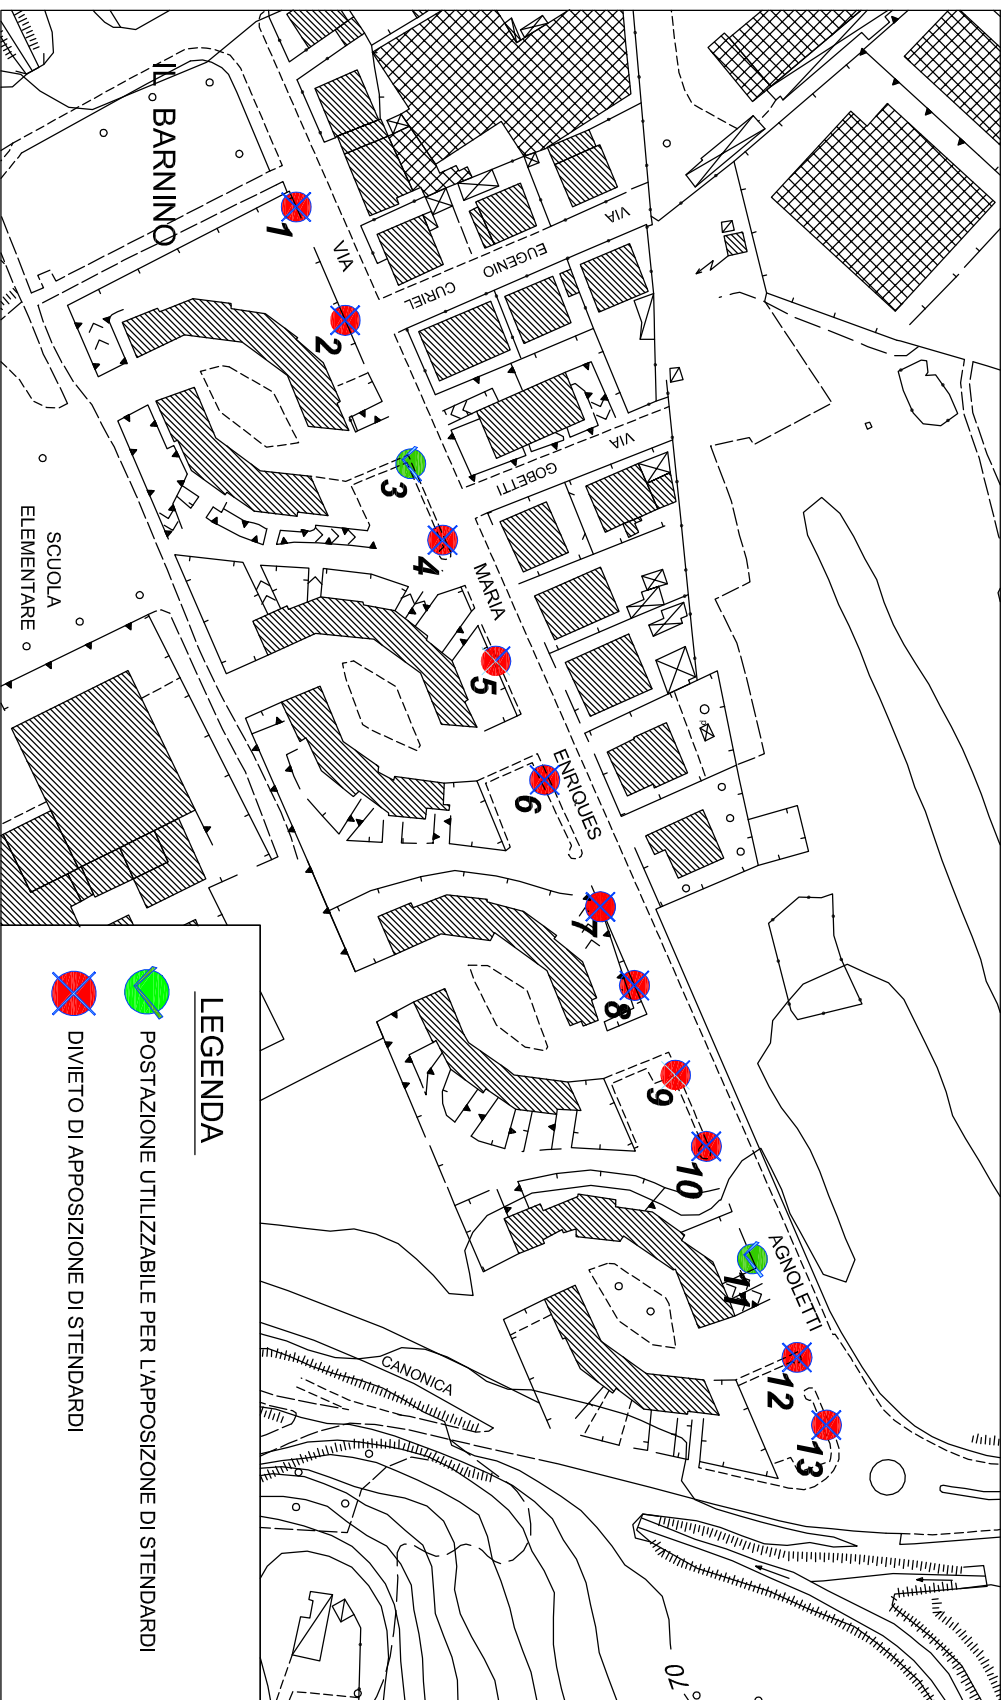 IL BARNINO
VIA
EUGENIO
CURIEL
VIA
GOBETTI
VIA
MARIA
ENRIQUES
AGNOLETTI
SCUOLA
ELEMENTARE
CANONICA
70
1
2
3
4
5
6
7
8
9
10
11
12
13
LEGENDA
POSTAZIONE UTILIZZABILE PER L'APPOSIZONE DI STENDARDI
DIVIETO DI APPOSIZIONE DI STENDARDI